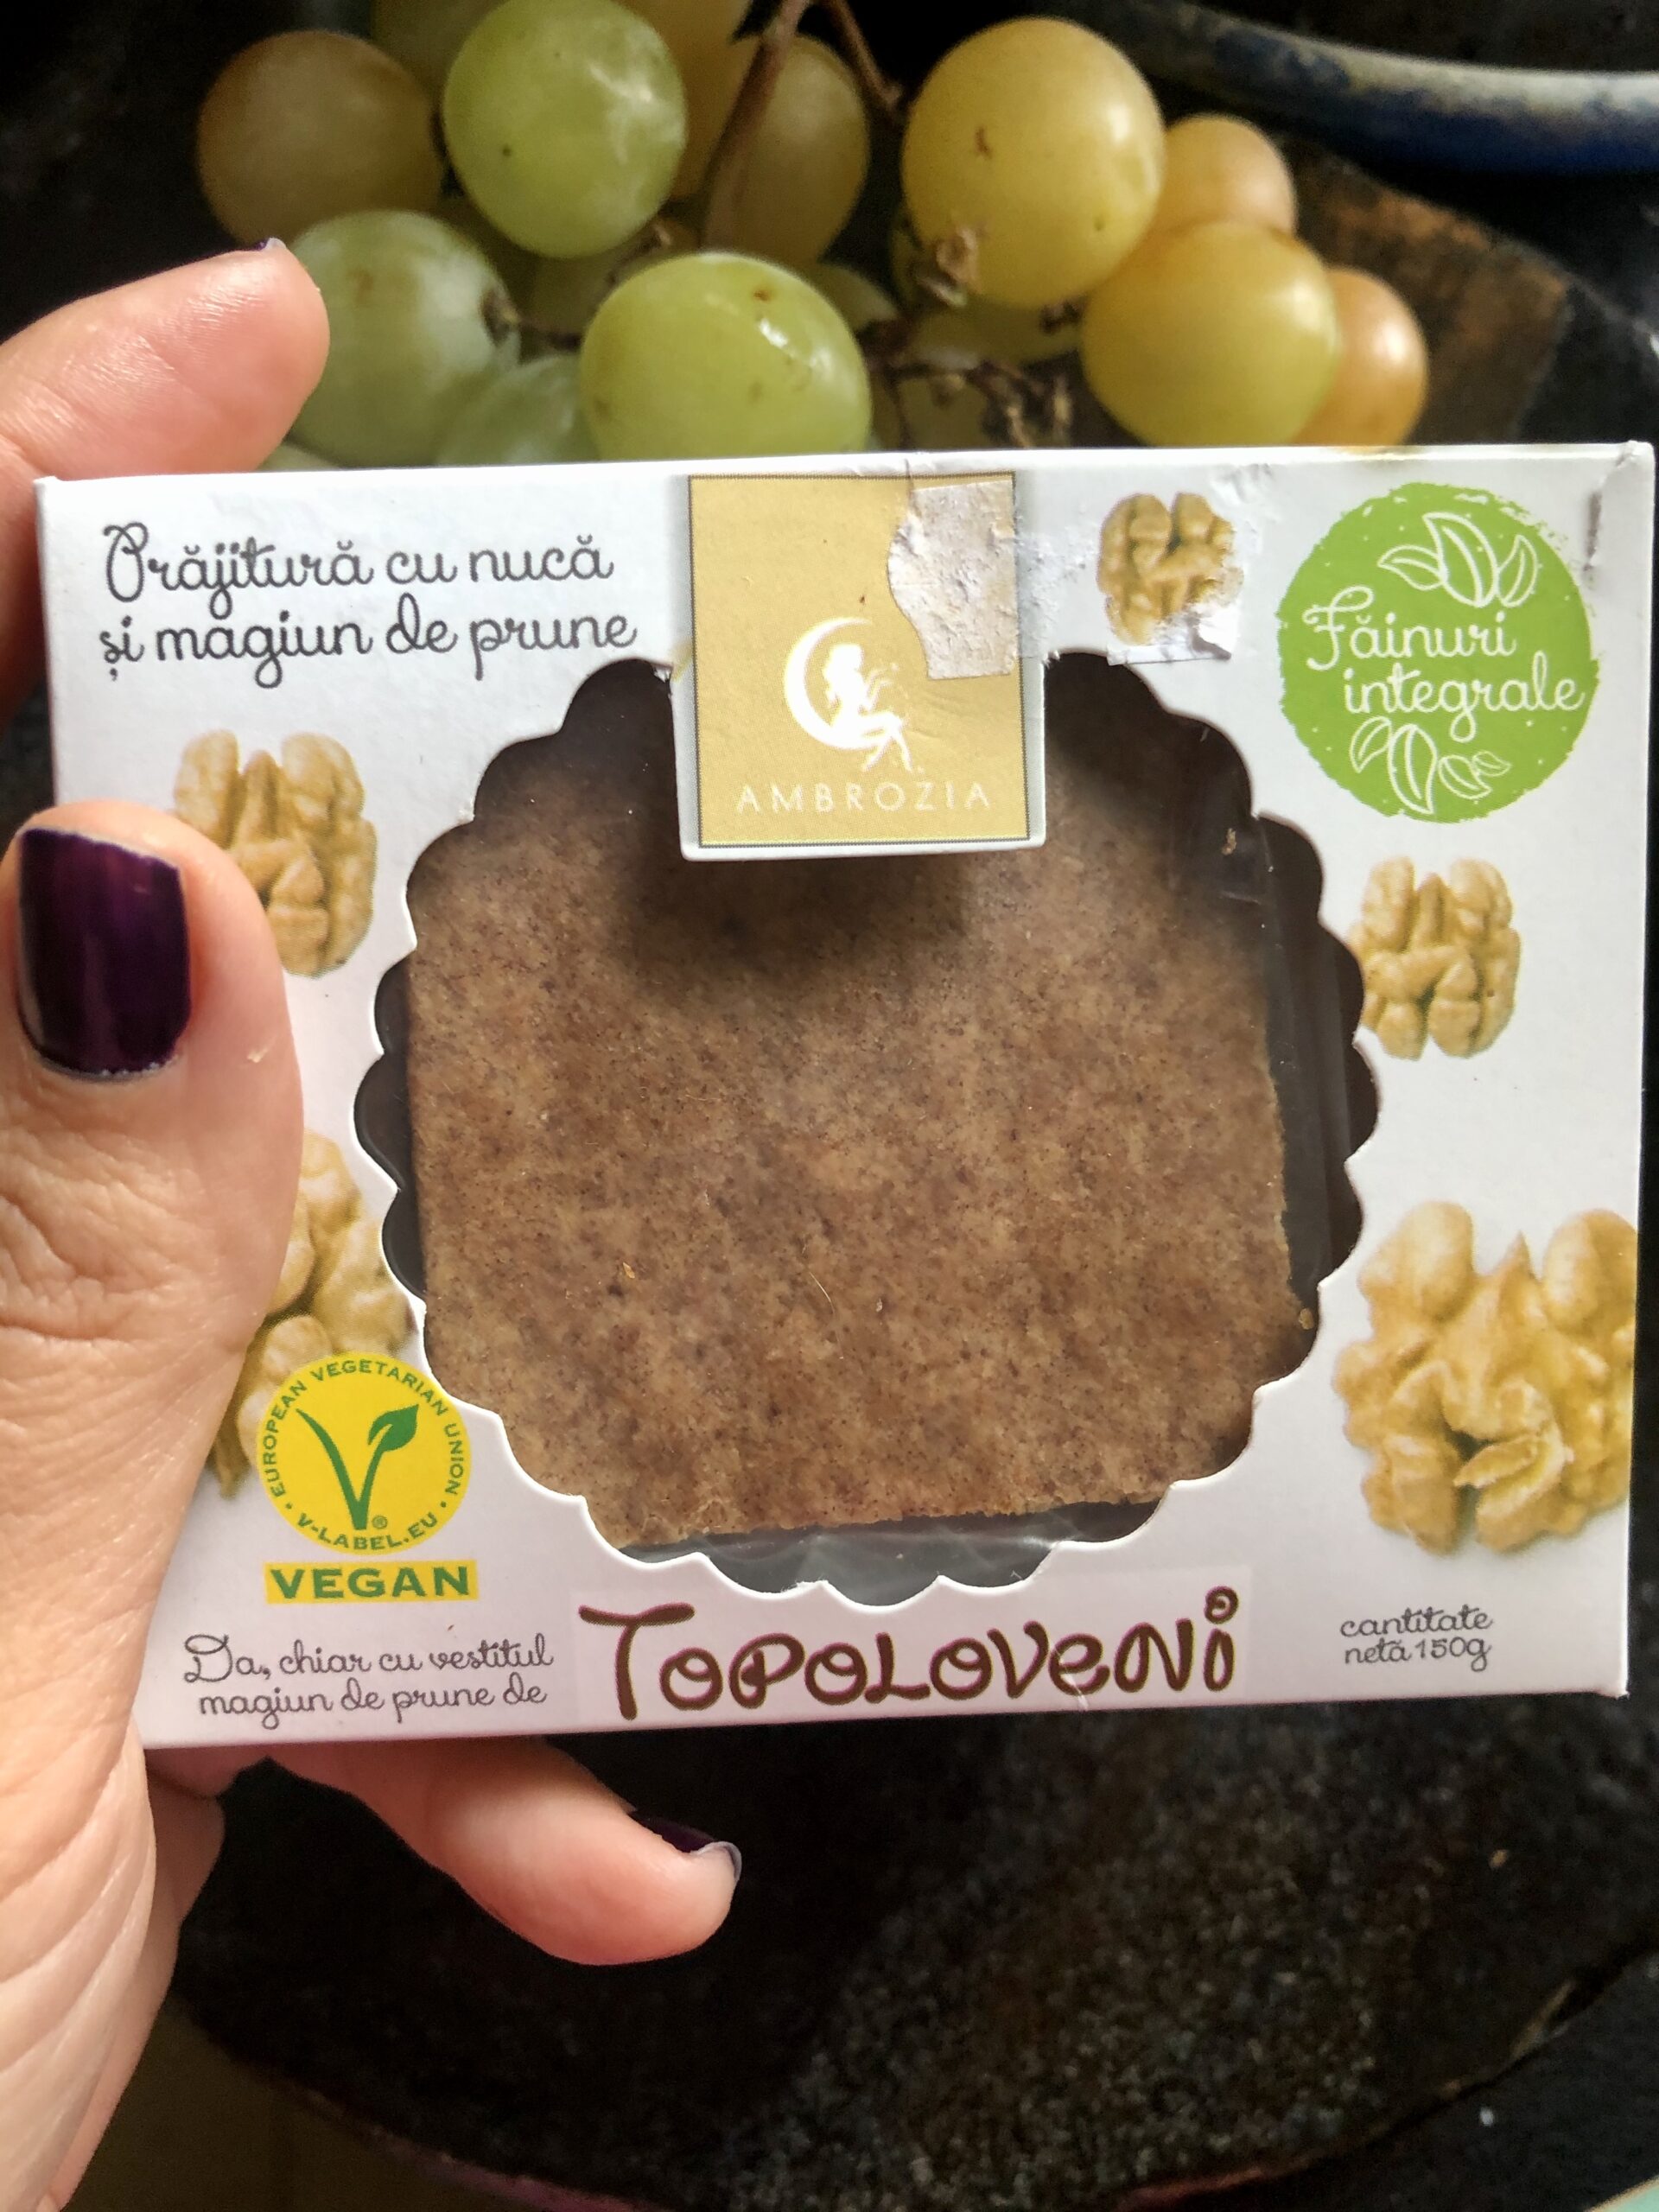 Prăjitură cu nucă
și magiun de prune
AMBROZIA
Făinuri
integrale
• EUROPEAN VEGETARIAN UNION •
V-LABEL.EU
®
VEGAN
Da, chiar cu vestitul
magiun de prune de
TOPOLOVENi
cantitate
netă 150g